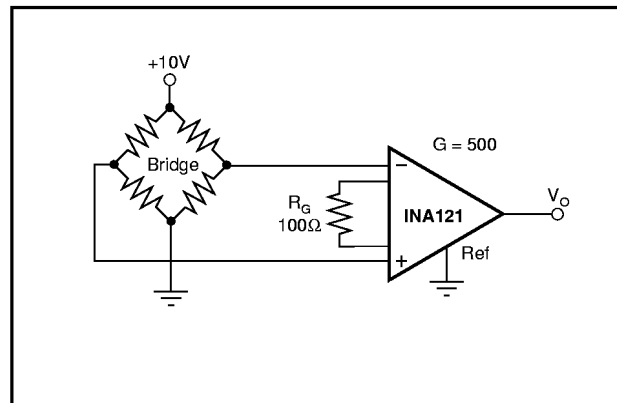 +10V
Bridge
G = 500
−
R_G
100Ω
INA121
V_O
+
Ref